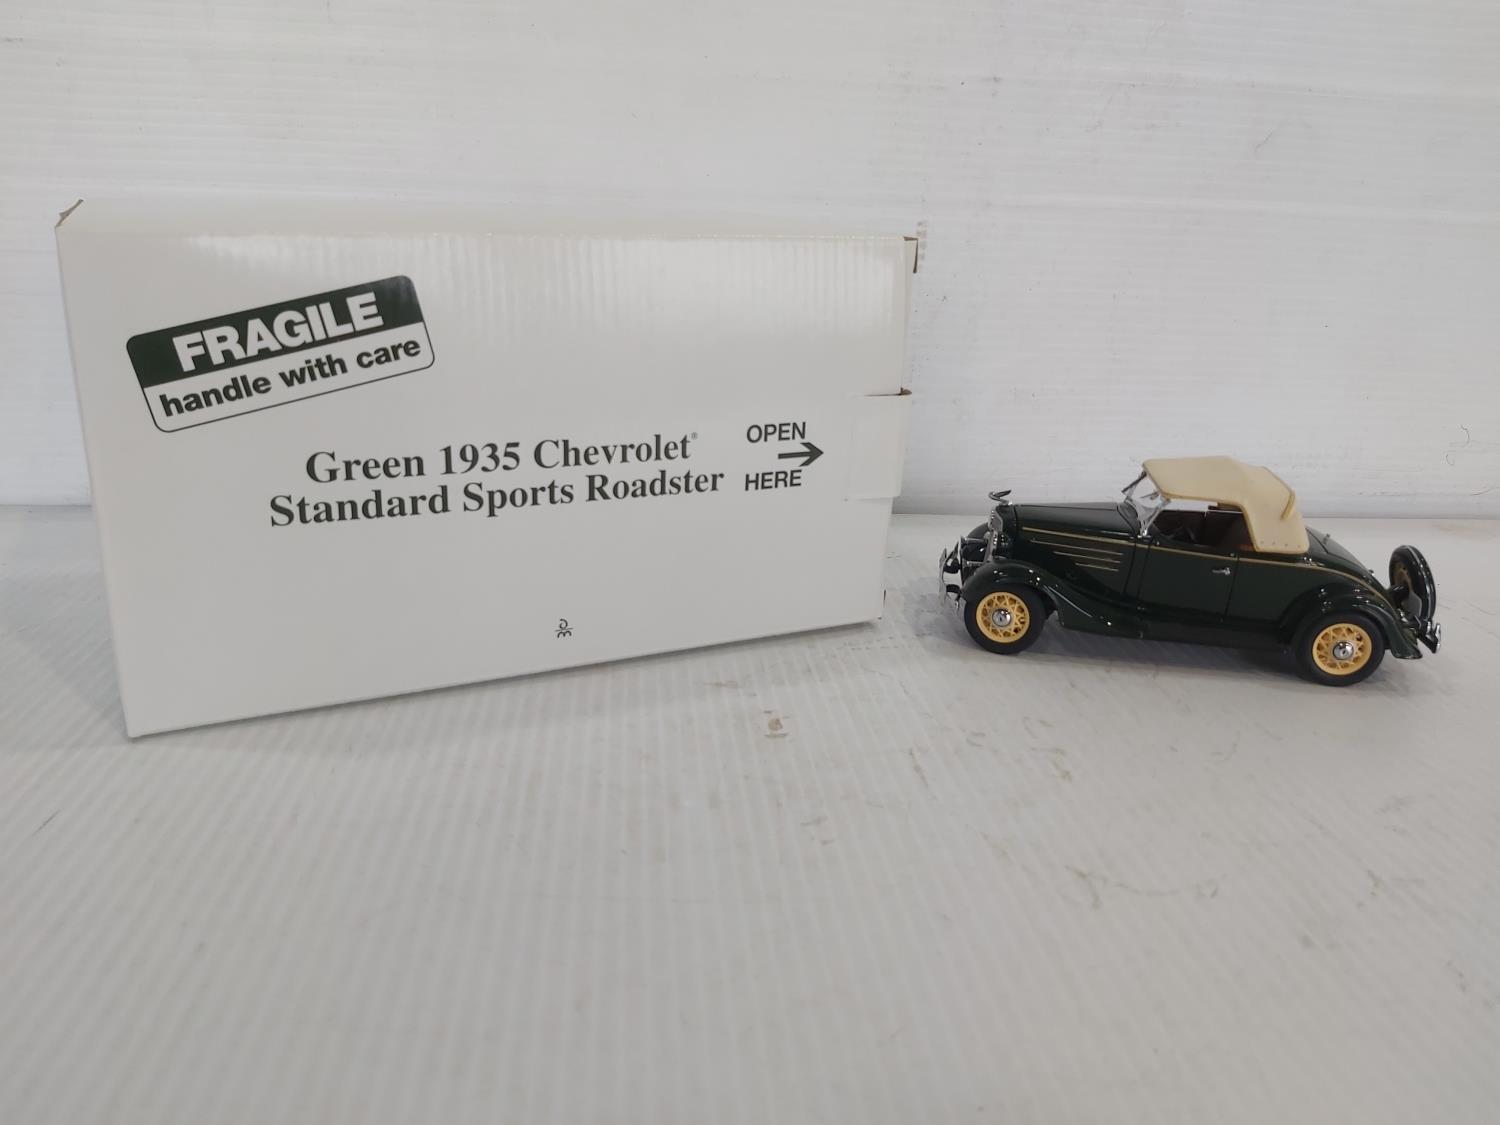 FRAGILE
handle with care
Green 1935 Chevrolet®
Standard Sports Roadster
OPEN
HERE